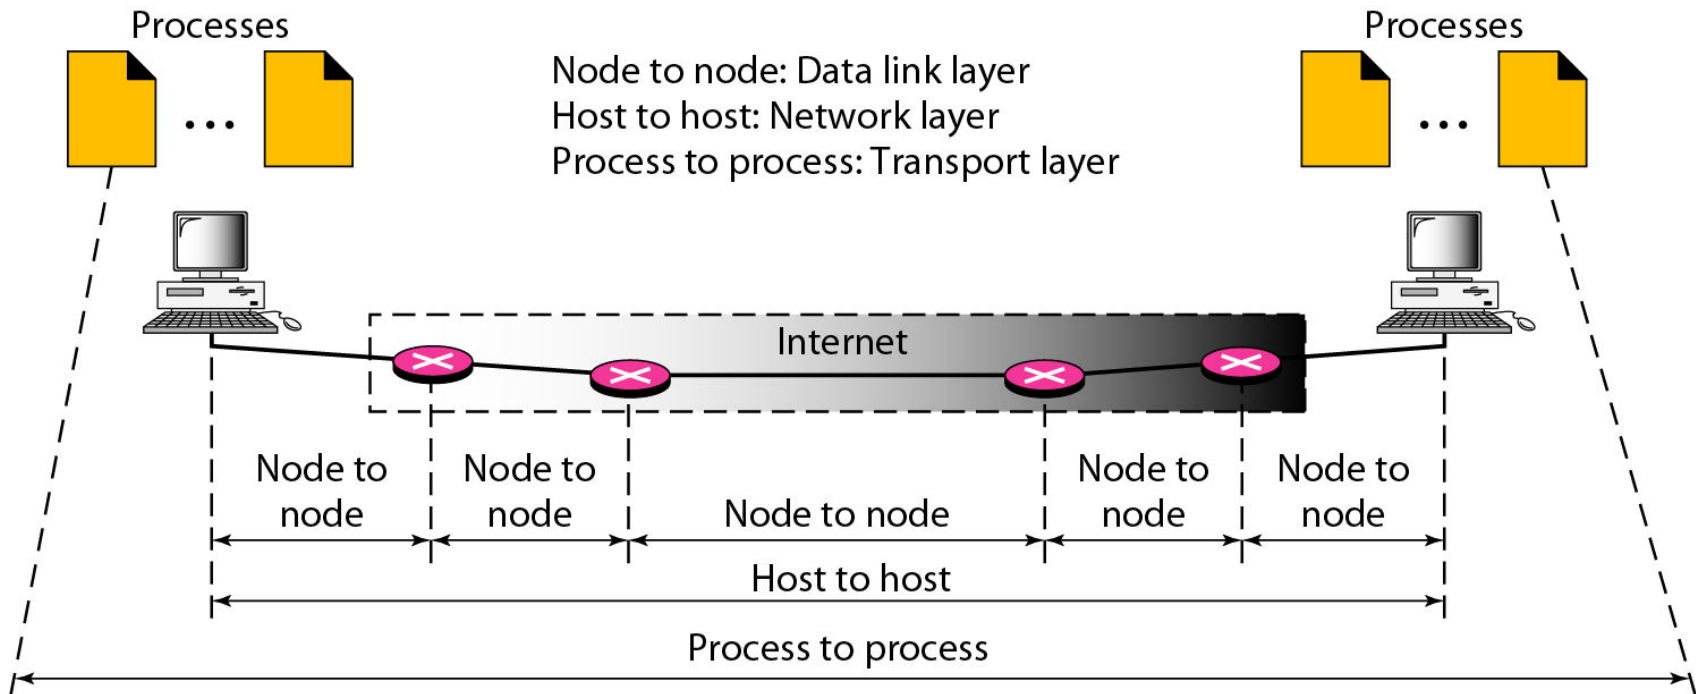 Processes
Processes
Node to node: Data link layer
Host to host: Network layer
Process to process: Transport layer
Internet
Node to
node
Node to
node
Node to node
Node to
node
Node to
node
Host to host
Process to process